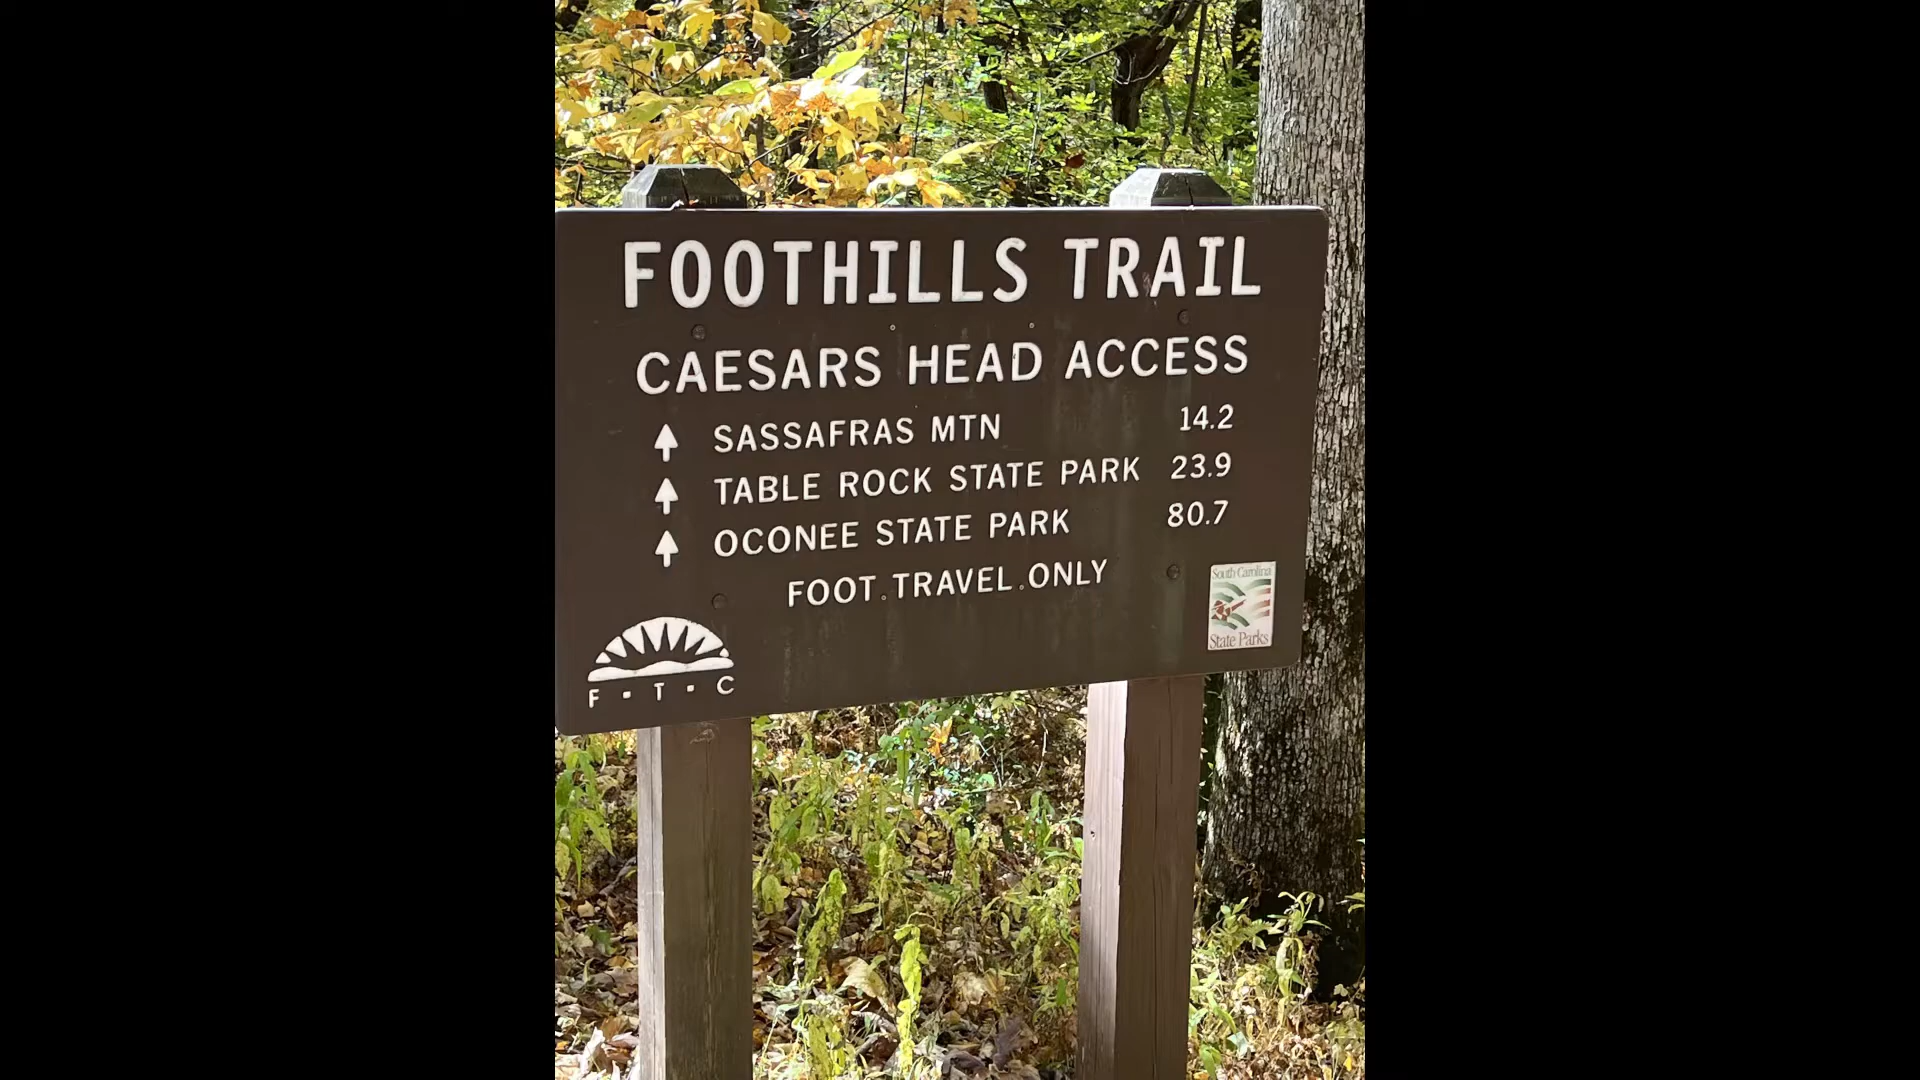 FOOTHILLS TRAIL
CAESARS HEAD ACCESS
SASSAFRAS MTN 14.2
TABLE ROCK STATE PARK 23.9
OCONEE STATE PARK 80.7
FOOT TRAVEL ONLY
F · T · C
South Carolina
State Parks